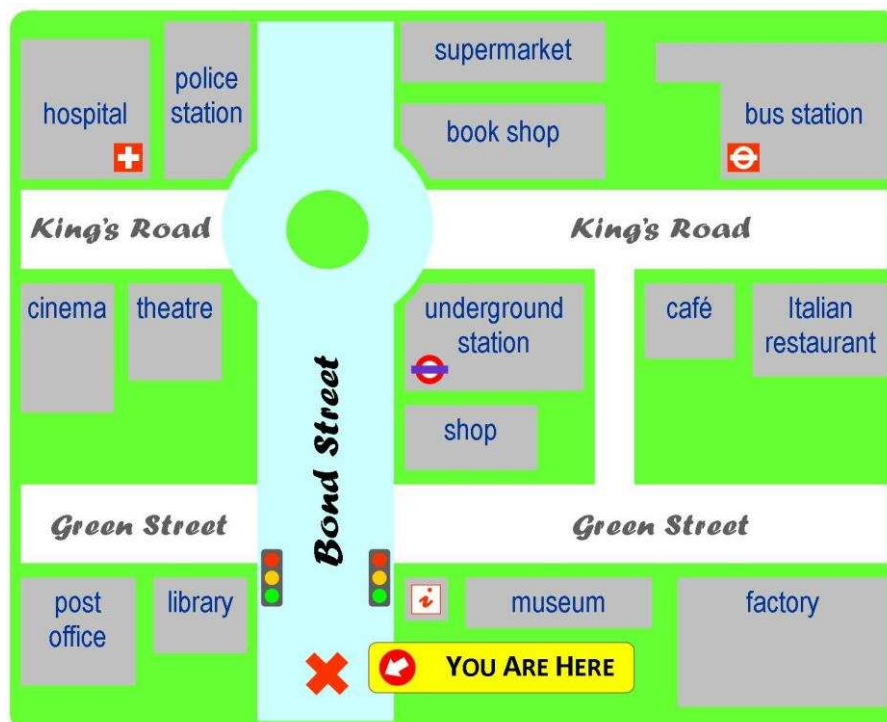 supermarket
police
station
hospital
book shop
bus station
King's Road
King's Road
cinema
theatre
underground
station
café
Italian
restaurant
shop
Bond Street
Green Street
Green Street
post
office
library
i
museum
factory
YOU ARE HERE